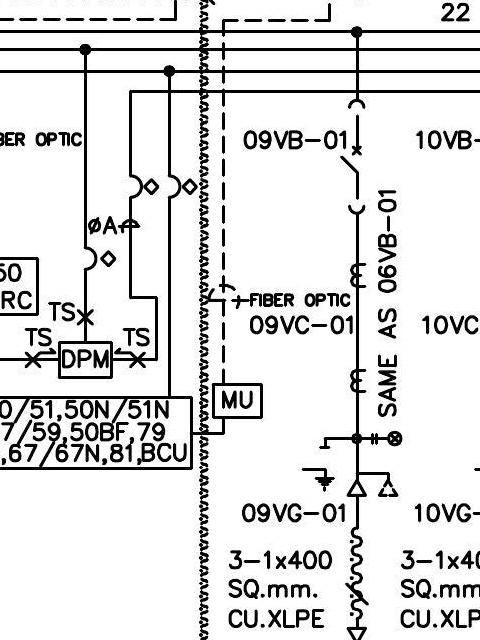 22
BER OPTIC
09VB-01
10VB-
SAME AS 06VB-01
ØA
50
RC
TS
FIBER OPTIC
09VC-01
10VC
TS
TS
DPM
MU
0/51,50N/51N
7/59,50BF,79
,67/67N,81,BCU
09VG-01
10VG-
3-1x400
SQ.mm.
CU.XLPE
3-1x40
SQ.mm
CU.XLP